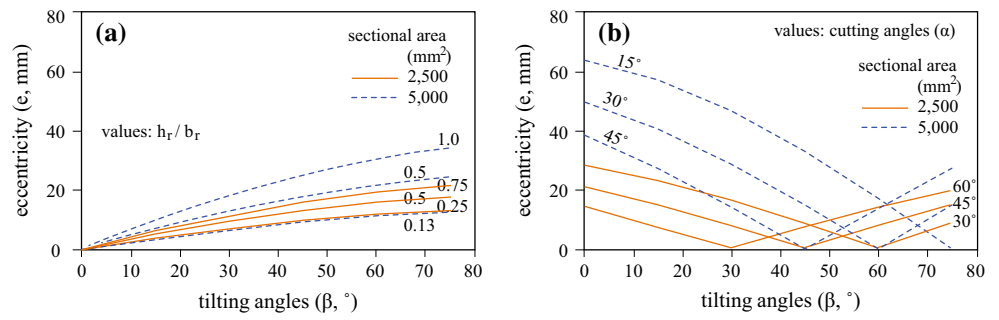 (a)
sectional area
(mm²)
2,500
5,000
values: hr / br
1.0
0.5
0.75
0.5
0.25
0.13
80
60
40
20
0
0 10 20 30 40 50 60 70 80
eccentricity (e, mm)
tilting angles (β, °)
(b)
values: cutting angles (α)
sectional area
(mm²)
2,500
5,000
15°
30°
45°
60°
45°
30°
80
60
40
20
0
0 10 20 30 40 50 60 70 80
eccentricity (e, mm)
tilting angles (β, °)